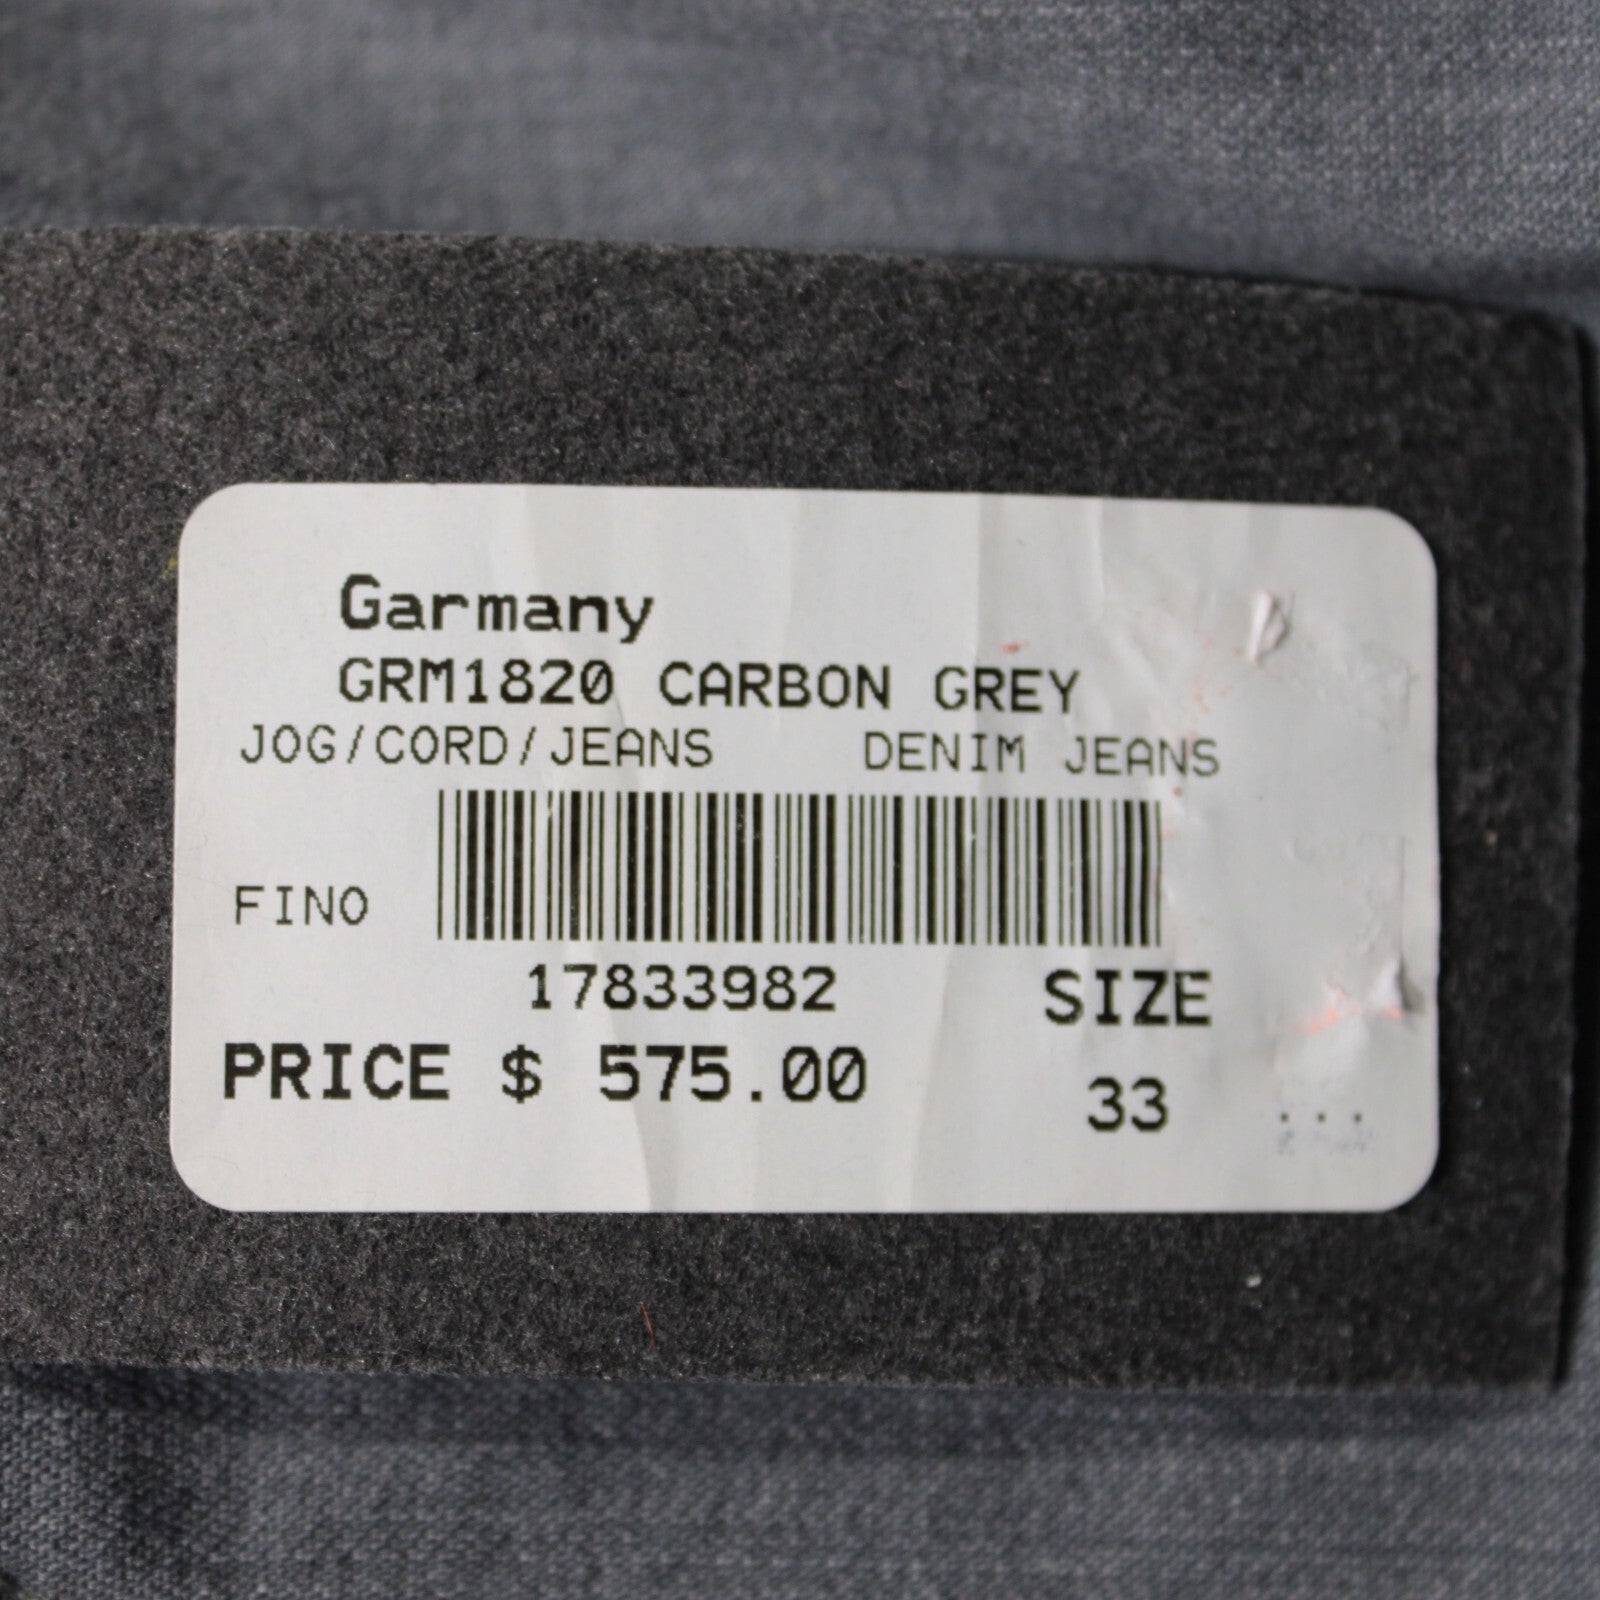 Garmany
GRM1820 CARBON GREY
JOG/CORD/JEANS DENIM JEANS
FINO
17833982 SIZE
PRICE $ 575.00 33 ...